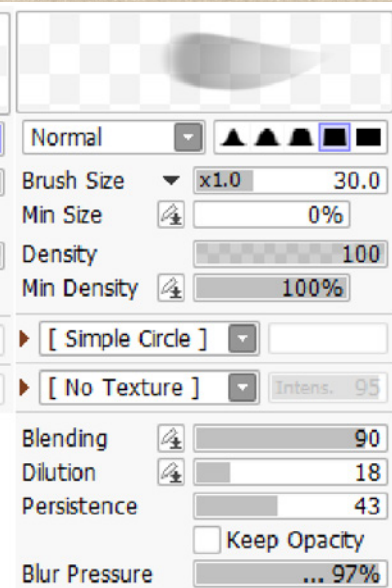 Normal
Brush Size x1.0 30.0
Min Size 0%
Density 100
Min Density 100%
[ Simple Circle ]
[ No Texture ] Intens. 95
Blending 90
Dilution 18
Persistence 43
Keep Opacity
Blur Pressure ... 97%